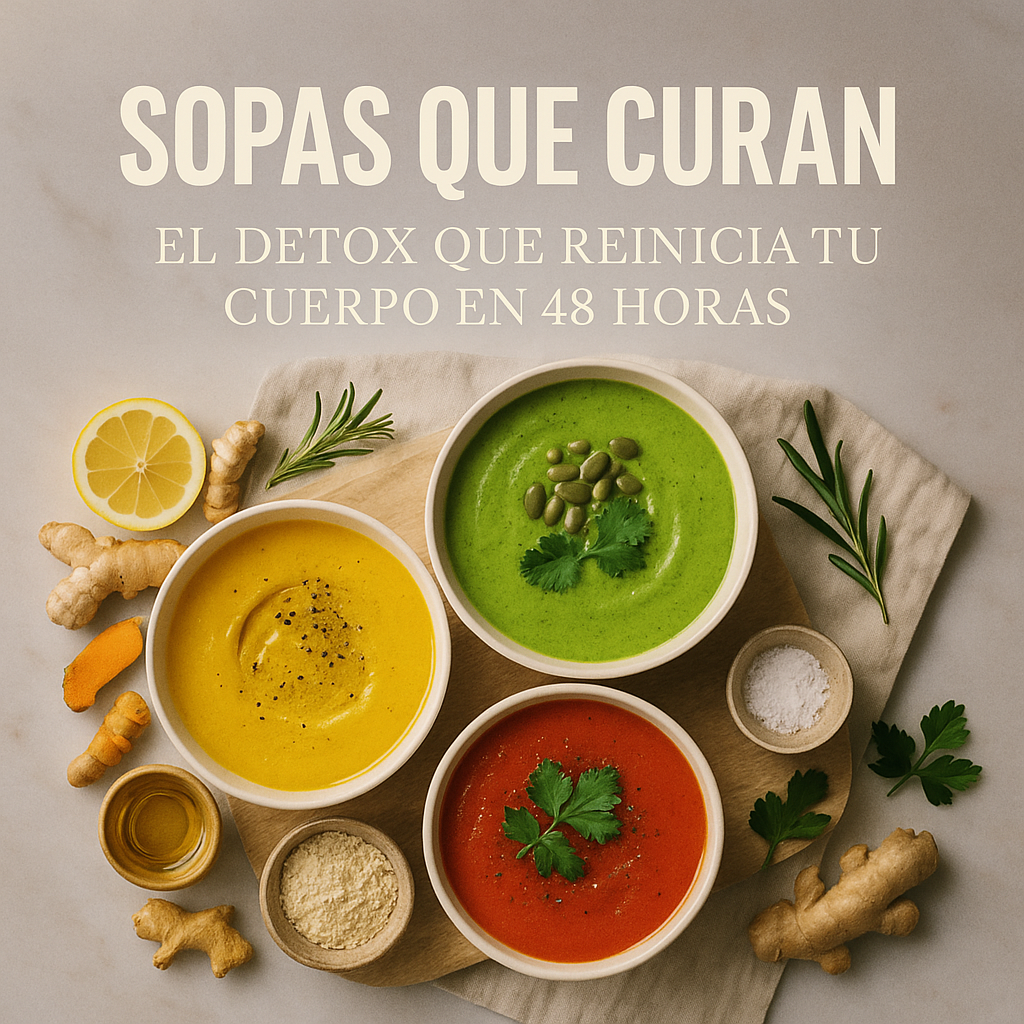 SOPAS QUE CURAN
EL DETOX QUE REINICIA TU
CUERPO EN 48 HORAS